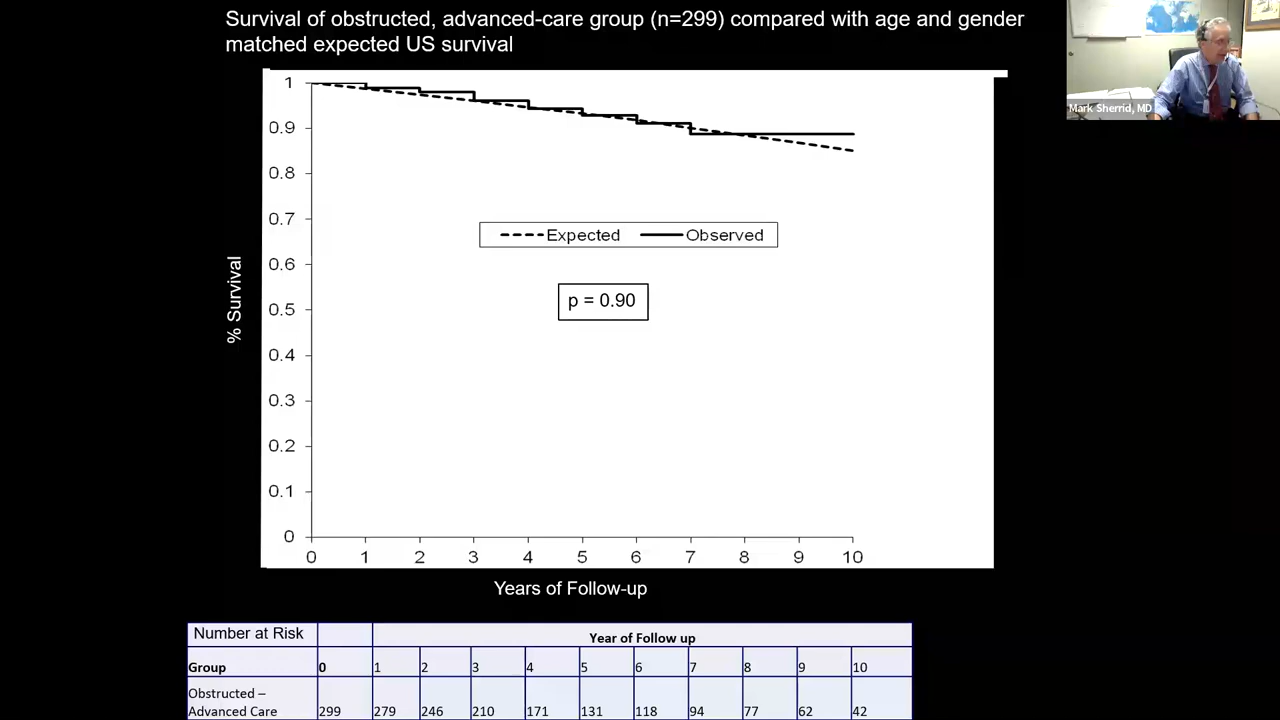 Survival of obstructed, advanced-care group (n=299) compared with age and gender
matched expected US survival
Mark Sherrid, MD
1
0.9
0.8
0.7
0.6
0.5
0.4
0.3
0.2
0.1
0
% Survival
Expected Observed
p = 0.90
0 1 2 3 4 5 6 7 8 9 10
Years of Follow-up
Number at Risk Year of Follow up
Group 0 1 2 3 4 5 6 7 8 9 10
Obstructed –
Advanced Care 299 279 246 210 171 131 118 94 77 62 42